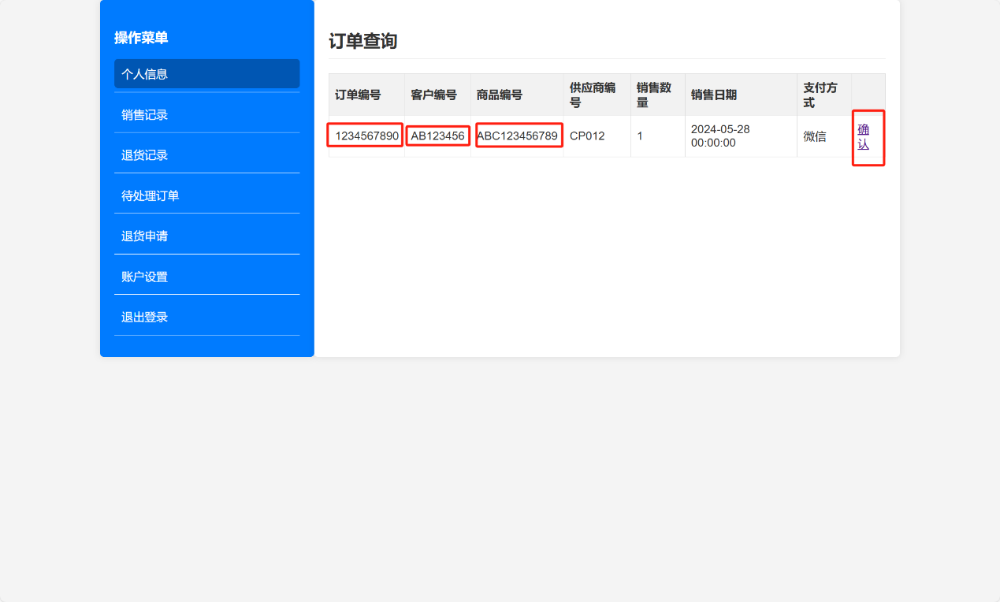 操作菜单
个人信息
销售记录
退货记录
待处理订单
退货申请
账户设置
退出登录
订单查询
订单编号 客户编号 商品编号 供应商编
号 销售数
量 销售日期 支付方
式
1234567890 AB123456 ABC123456789 CP012 1 2024-05-28
00:00:00 微信 确
认